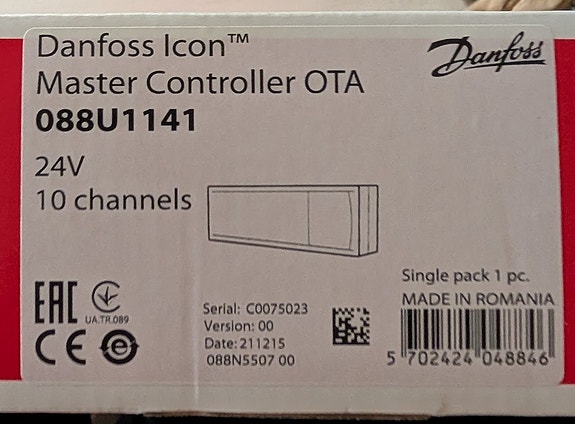 Danfoss Icon™
Master Controller OTA
088U1141
Danfoss
24V
10 channels
EAC
UA.TR.089
CE
Serial: C0075023
Version: 00
Date: 211215
088N5507 00
Single pack 1 pc.
MADE IN ROMANIA
5 702424 048846